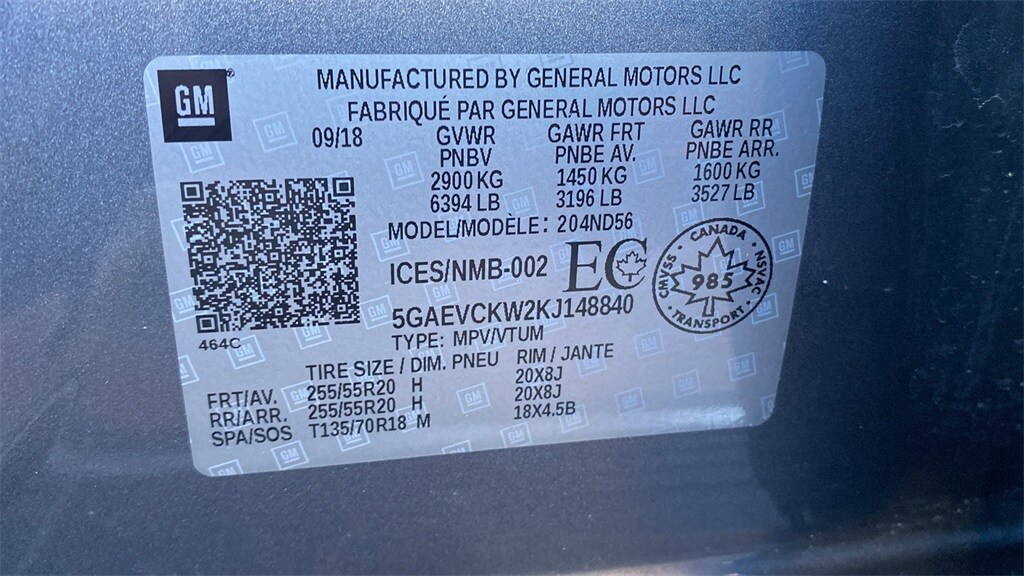 GM
MANUFACTURED BY GENERAL MOTORS LLC
FABRIQUÉ PAR GENERAL MOTORS LLC
09/18 GVWR GAWR FRT GAWR RR
PNBV PNBE AV. PNBE ARR.
2900 KG 1450 KG 1600 KG
6394 LB 3196 LB 3527 LB
MODEL/MODÈLE: 204ND56
ICES/NMB-002 EC
CANADA
CMVSS 985 NSVAC
TRANSPORT
5GAEVCKW2KJ148840
464C TYPE: MPV/VTUM
TIRE SIZE / DIM. PNEU RIM / JANTE
FRT/AV. 255/55R20 H 20X8J
RR/ARR. 255/55R20 H 20X8J
SPA/SOS T135/70R18 M 18X4.5B